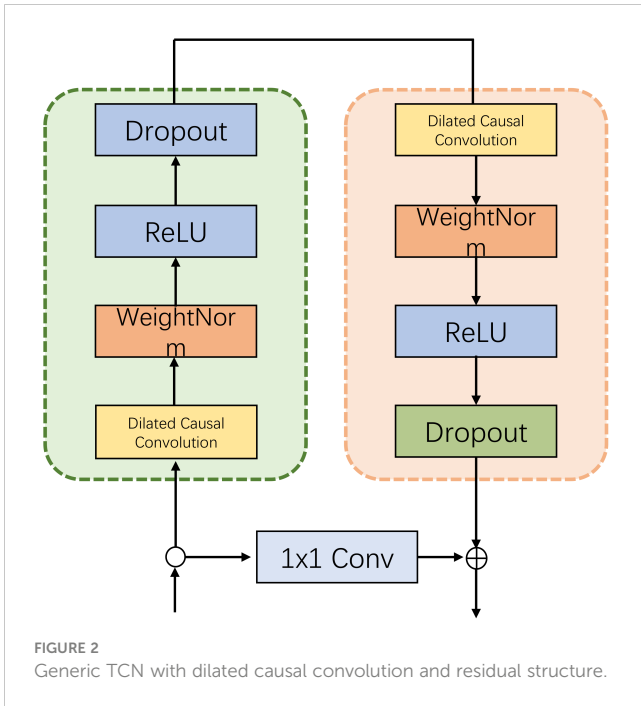 Dropout
ReLU
WeightNor
m
Dilated Causal
Convolution
Dilated Causal
Convolution
WeightNor
m
ReLU
Dropout
1x1 Conv
FIGURE 2
Generic TCN with dilated causal convolution and residual structure.